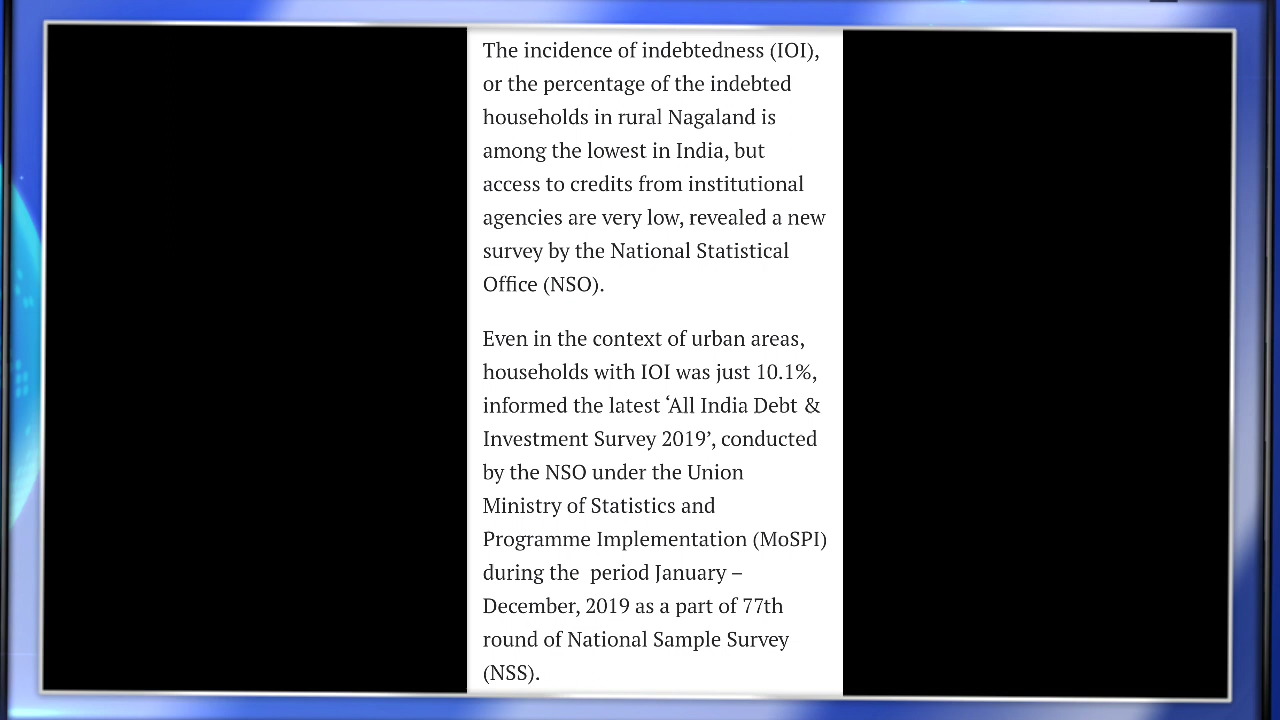 The incidence of indebtedness (IOI),
or the percentage of the indebted
households in rural Nagaland is
among the lowest in India, but
access to credits from institutional
agencies are very low, revealed a new
survey by the National Statistical
Office (NSO).
Even in the context of urban areas,
households with IOI was just 10.1%,
informed the latest ‘All India Debt &
Investment Survey 2019’, conducted
by the NSO under the Union
Ministry of Statistics and
Programme Implementation (MoSPI)
during the  period January –
December, 2019 as a part of 77th
round of National Sample Survey
(NSS).